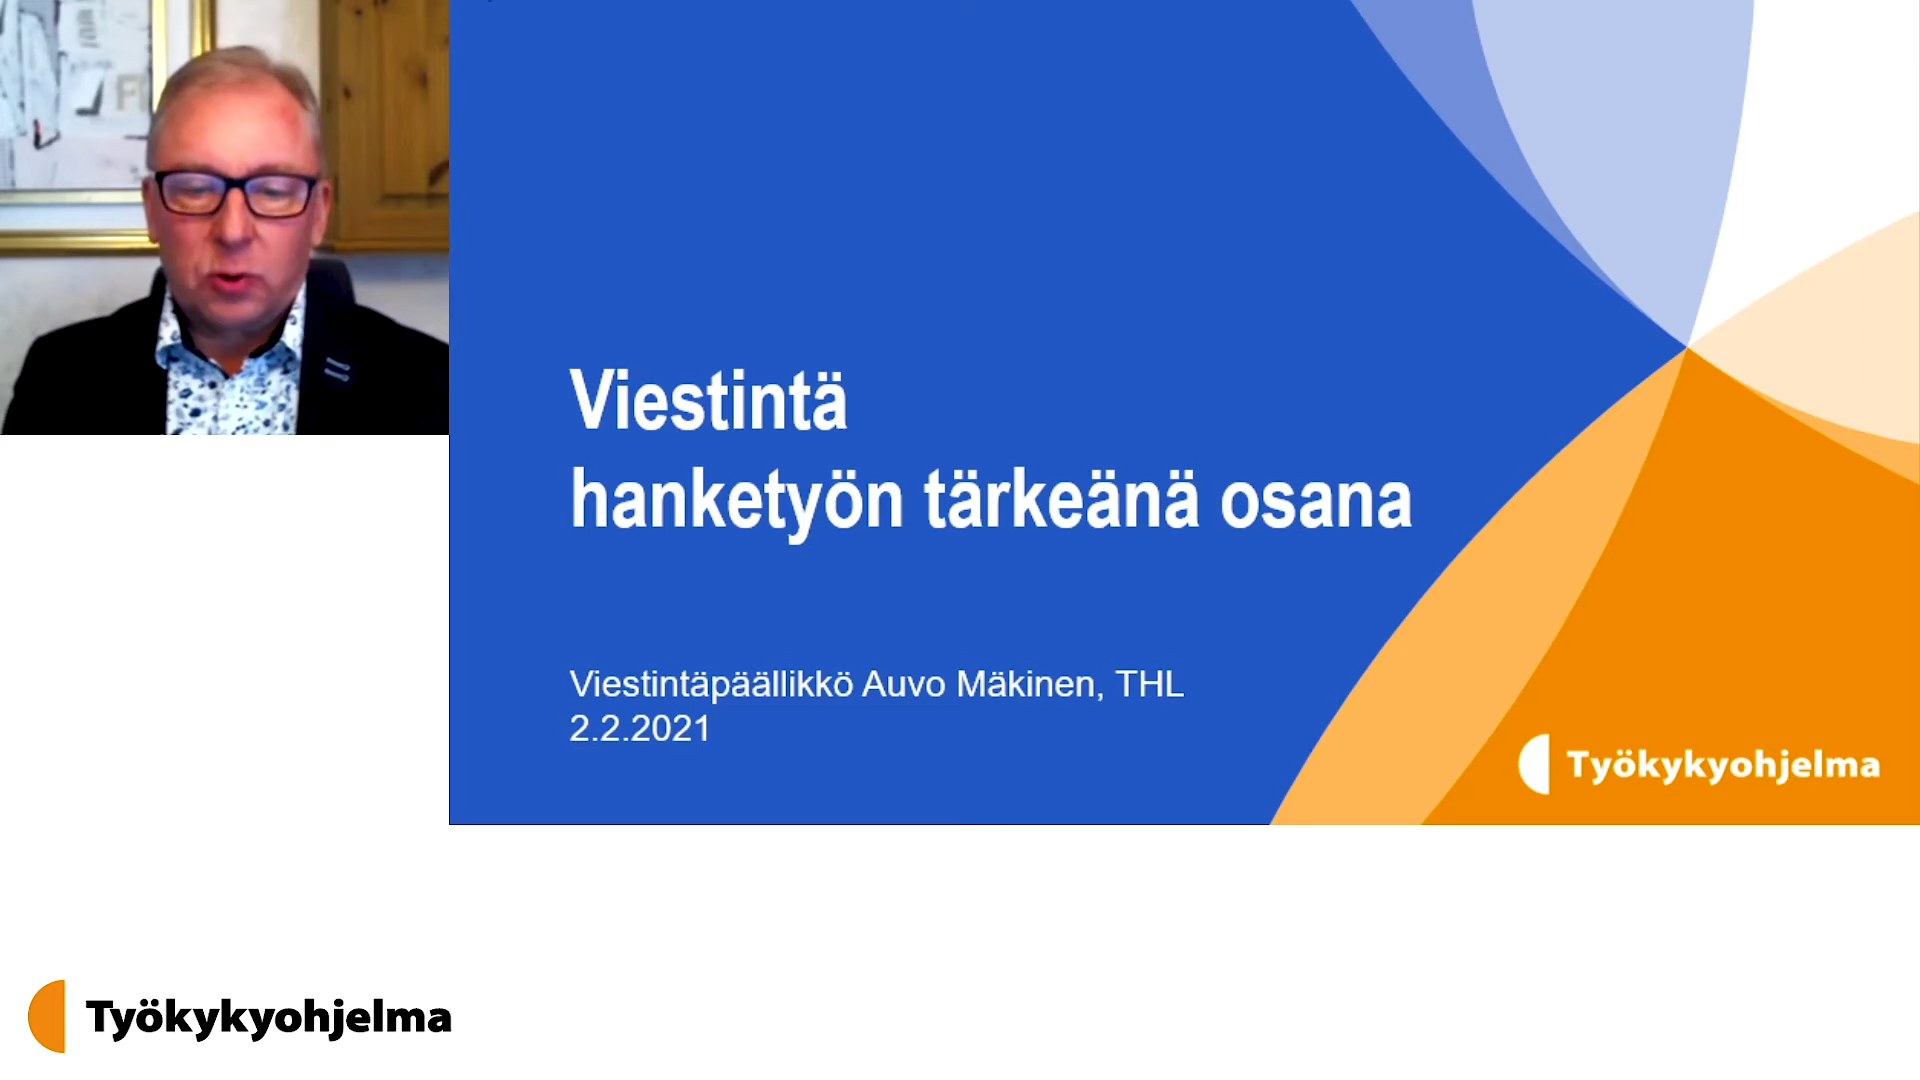 Viestintä
hanketyön tärkeänä osana
Viestintäpäällikkö Auvo Mäkinen, THL
2.2.2021
Työkykyohjelma
Työkykyohjelma